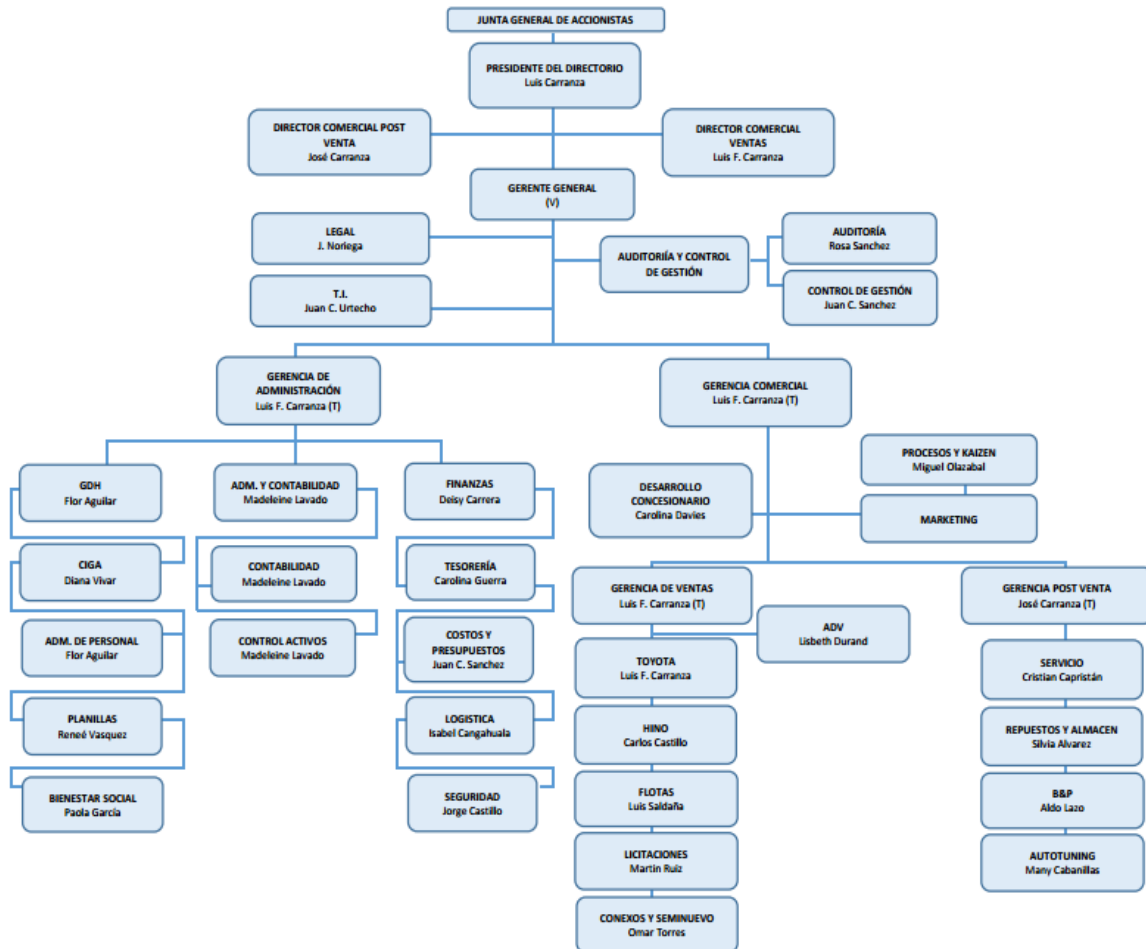 JUNTA GENERAL DE ACCIONISTAS
PRESIDENTE DEL DIRECTORIO
Luis Carranza
DIRECTOR COMERCIAL POST
VENTA
José Carranza
DIRECTOR COMERCIAL
VENTAS
Luis F. Carranza
GERENTE GENERAL
(V)
LEGAL
J. Noriega
AUDITORIÍA Y CONTROL
DE GESTIÓN
AUDITORÍA
Rosa Sanchez
T.I.
Juan C. Urtecho
CONTROL DE GESTIÓN
Juan C. Sanchez
GERENCIA DE
ADMINISTRACIÓN
Luis F. Carranza (T)
GERENCIA COMERCIAL
Luis F. Carranza (T)
GDH
Flor Aguilar
ADM. Y CONTABILIDAD
Madeleine Lavado
FINANZAS
Deisy Carrera
CIGA
Diana Vivar
CONTABILIDAD
Madeleine Lavado
TESORERÍA
Carolina Guerra
ADM. DE PERSONAL
Flor Aguilar
CONTROL ACTIVOS
Madeleine Lavado
COSTOS Y
PRESUPUESTOS
Juan C. Sanchez
PLANILLAS
Reneé Vasquez
LOGISTICA
Isabel Cangahuala
BIENESTAR SOCIAL
Paola García
SEGURIDAD
Jorge Castillo
DESARROLLO
CONCESIONARIO
Carolina Davies
PROCESOS Y KAIZEN
Miguel Olazabal
MARKETING
GERENCIA DE VENTAS
Luis F. Carranza (T)
ADV
Lisbeth Durand
TOYOTA
Luis F. Carranza
HINO
Carlos Castillo
FLOTAS
Luis Saldaña
LICITACIONES
Martin Ruiz
CONEXOS Y SEMINUEVO
Omar Torres
GERENCIA POST VENTA
José Carranza (T)
SERVICIO
Cristian Capristán
REPUESTOS Y ALMACEN
Silvia Alvarez
B&P
Aldo Lazo
AUTOTUNING
Many Cabanillas